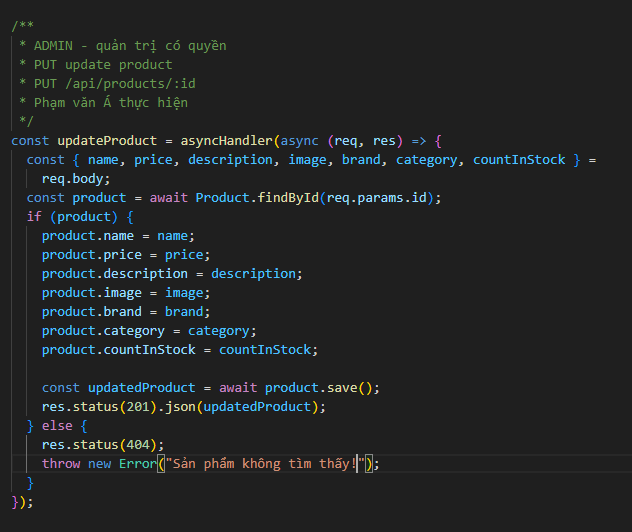 /**
 * ADMIN - quản trị có quyền
 * PUT update product
 * PUT /api/products/:id
 * Phạm văn Á thực hiện
 */
const updateProduct = asyncHandler(async (req, res) => {
  const { name, price, description, image, brand, category, countInStock } =
    req.body;
  const product = await Product.findById(req.params.id);
  if (product) {
    product.name = name;
    product.price = price;
    product.description = description;
    product.image = image;
    product.brand = brand;
    product.category = category;
    product.countInStock = countInStock;

    const updatedProduct = await product.save();
    res.status(201).json(updatedProduct);
  } else {
    res.status(404);
    throw new Error("Sản phẩm không tìm thấy!");
  }
});